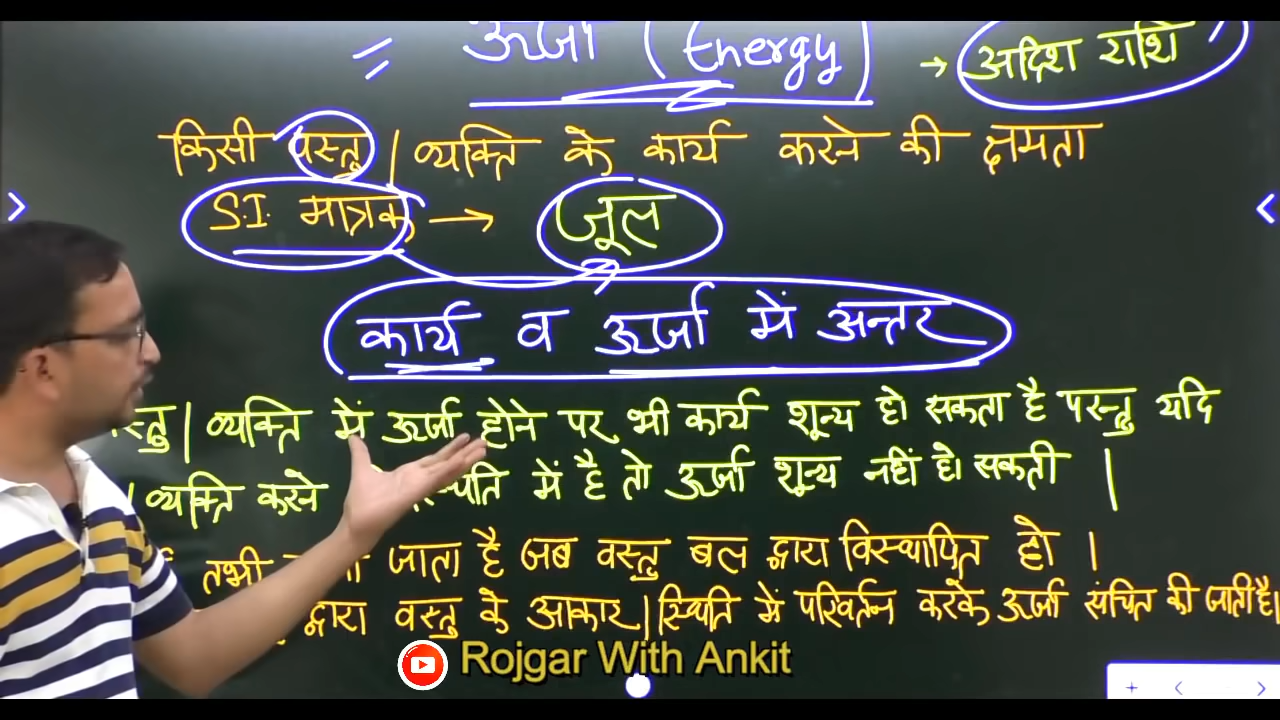 = ऊर्जा (Energy) → अदिश राशि
किसी वस्तु | व्यक्ति के कार्य करने की क्षमता
S.I. मात्रक → जूल
कार्य व ऊर्जा में अन्तर
व्यक्ति में ऊर्जा होने पर भी कार्य शून्य हो सकता है परन्तु यदि
व्यक्ति करने में है तो ऊर्जा शून्य नहीं हो सकती |
तभी जाता है जब वस्तु बल द्वारा विस्थापित हो |
द्वारा वस्तु के आकार | स्थिति में परिवर्तन करके ऊर्जा संचित की जाती है।
Rojgar With Ankit